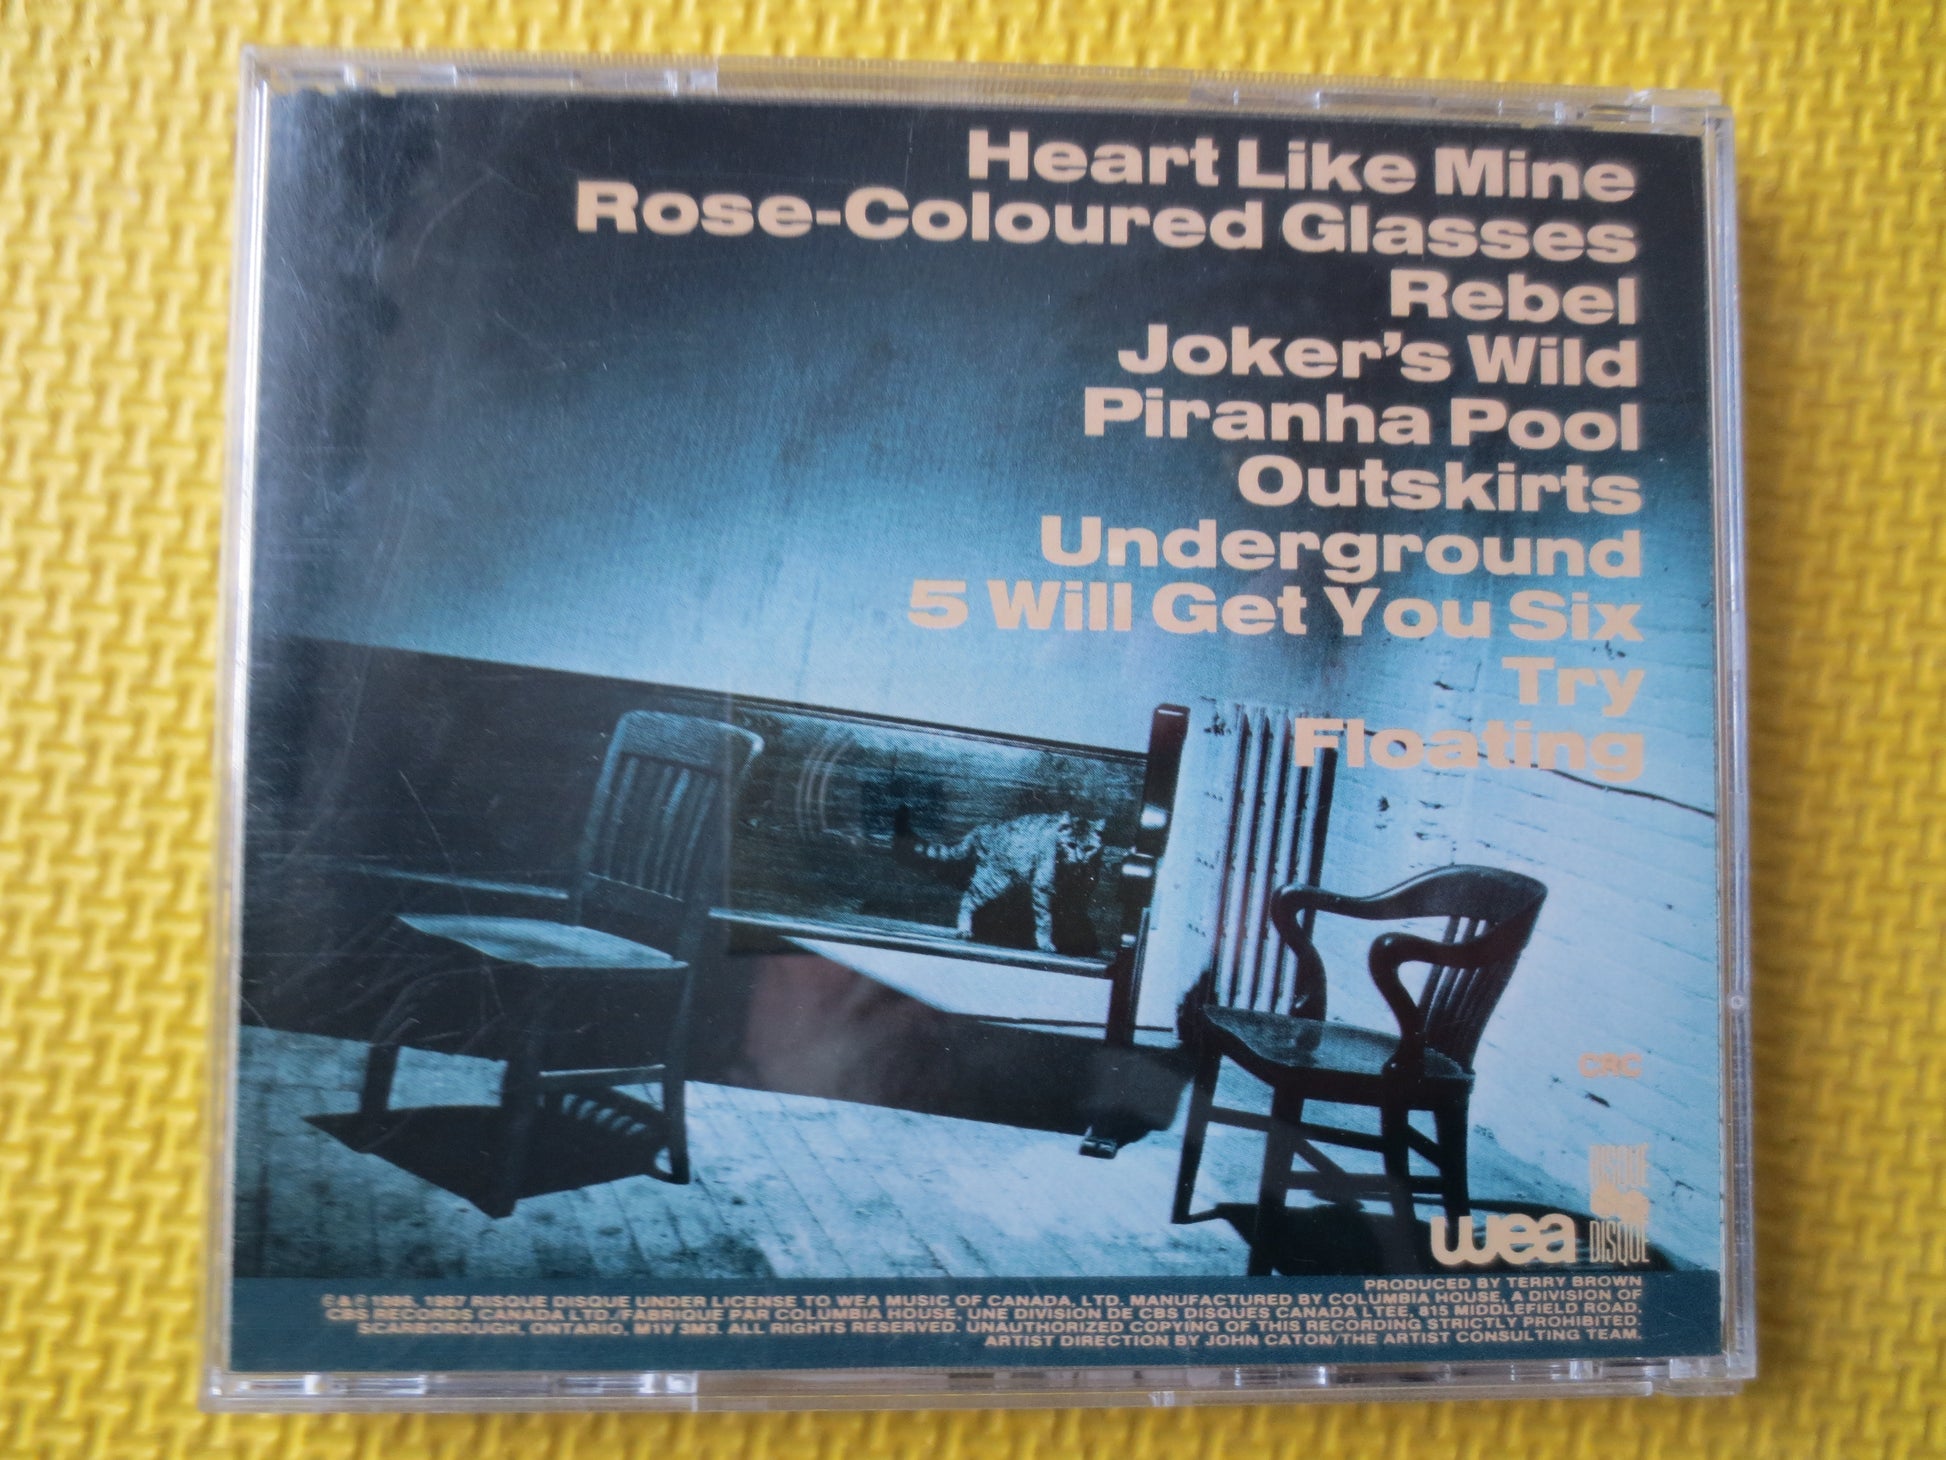 Heart Like Mine
Rose-Coloured Glasses
Rebel
Joker's Wild
Piranha Pool
Outskirts
Underground
5 Will Get You Six
Try
Floating
CRC
RISQUE
DISQUE
wea
PRODUCED BY TERRY BROWN
© & ℗ 1986, 1987 RISQUE DISQUE UNDER LICENSE TO WEA MUSIC OF CANADA, LTD. MANUFACTURED BY COLUMBIA HOUSE, A DIVISION OF
CBS RECORDS CANADA LTD./FABRIQUE PAR COLUMBIA HOUSE, UNE DIVISION DE CBS DISQUES CANADA LTEE, 815 MIDDLEFIELD ROAD,
SCARBOROUGH, ONTARIO, M1V 3M3. ALL RIGHTS RESERVED. UNAUTHORIZED COPYING OF THIS RECORDING STRICTLY PROHIBITED.
ARTIST DIRECTION BY JOHN CATON/THE ARTIST CONSULTING TEAM.